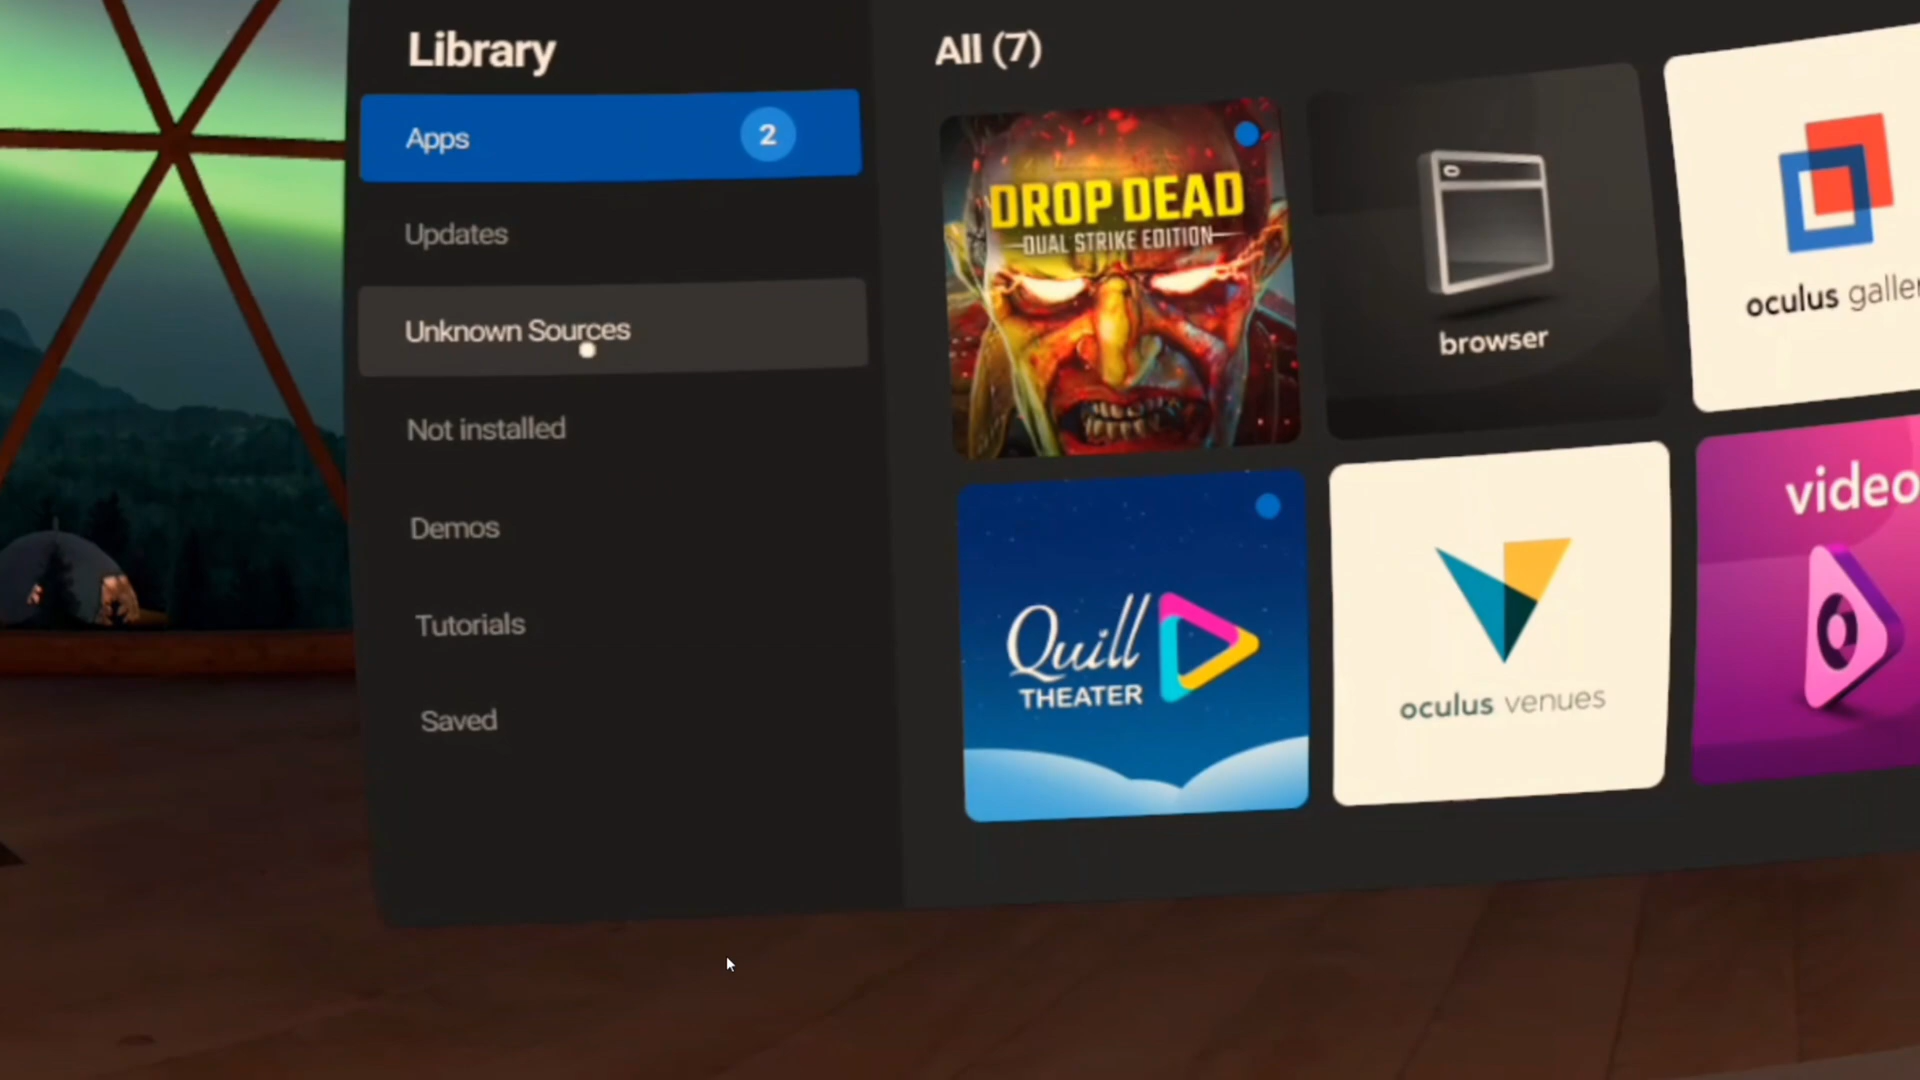 Library
Apps
2
Updates
Unknown Sources
Not installed
Demos
Tutorials
Saved
All (7)
DROP DEAD
DUAL STRIKE EDITION
browser
oculus
Quill
THEATER
oculus venues
video